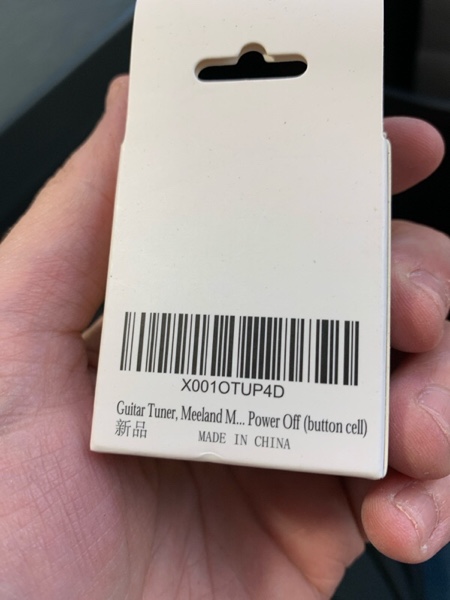 X001OTUP4D
Guitar Tuner, Meeland M... Power Off (button cell)
新品
MADE IN CHINA